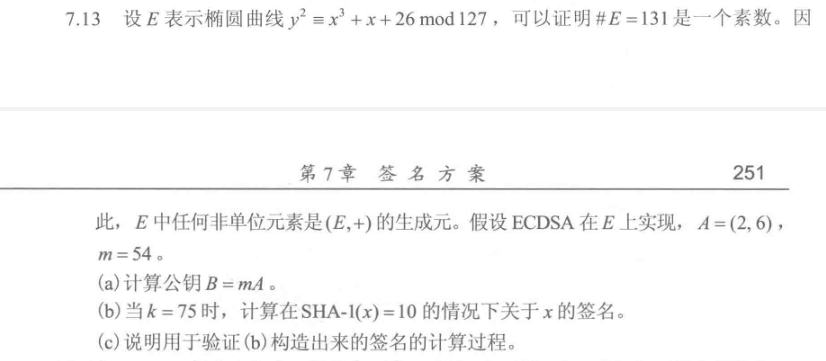 7.13 设 E 表示椭圆曲线 y² ≡ x³ + x + 26 mod 127，可以证明 #E = 131 是一个素数。因
第 7 章 签 名 方 案 251
此，E 中任何非单位元素是 (E,+) 的生成元。假设 ECDSA 在 E 上实现，A = (2, 6)，
m = 54。
(a) 计算公钥 B = mA。
(b) 当 k = 75 时，计算在 SHA-1(x) = 10 的情况下关于 x 的签名。
(c) 说明用于验证(b)构造出来的签名的计算过程。